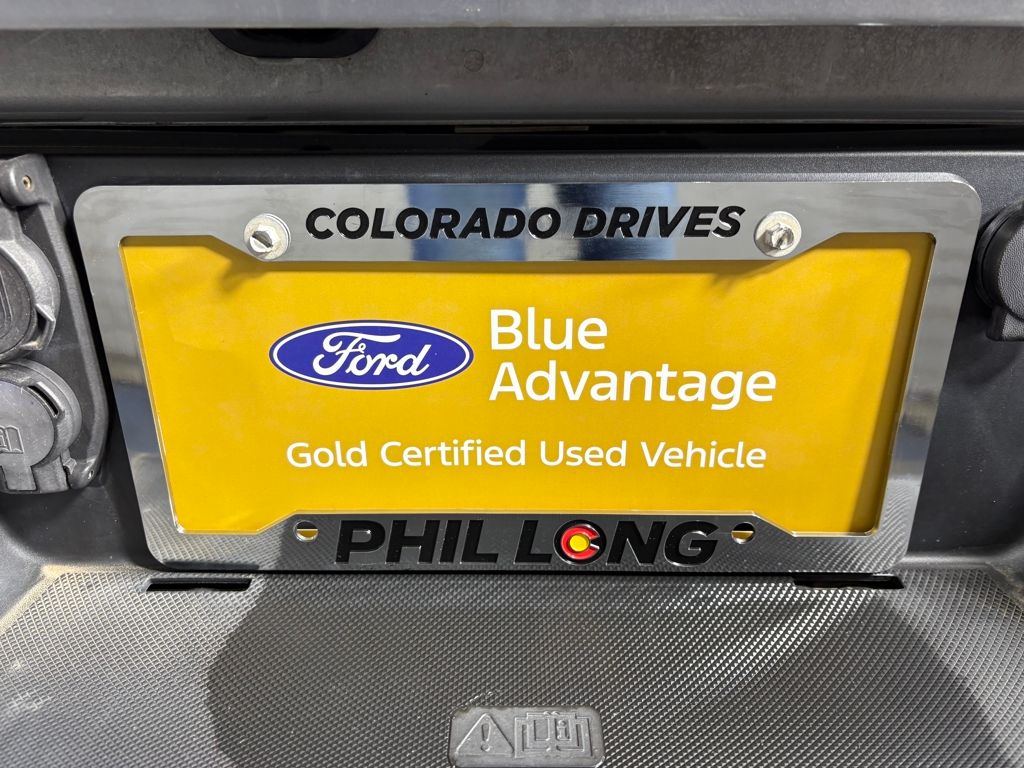 COLORADO DRIVES
Ford
Blue
Advantage
Gold Certified Used Vehicle
PHIL LONG